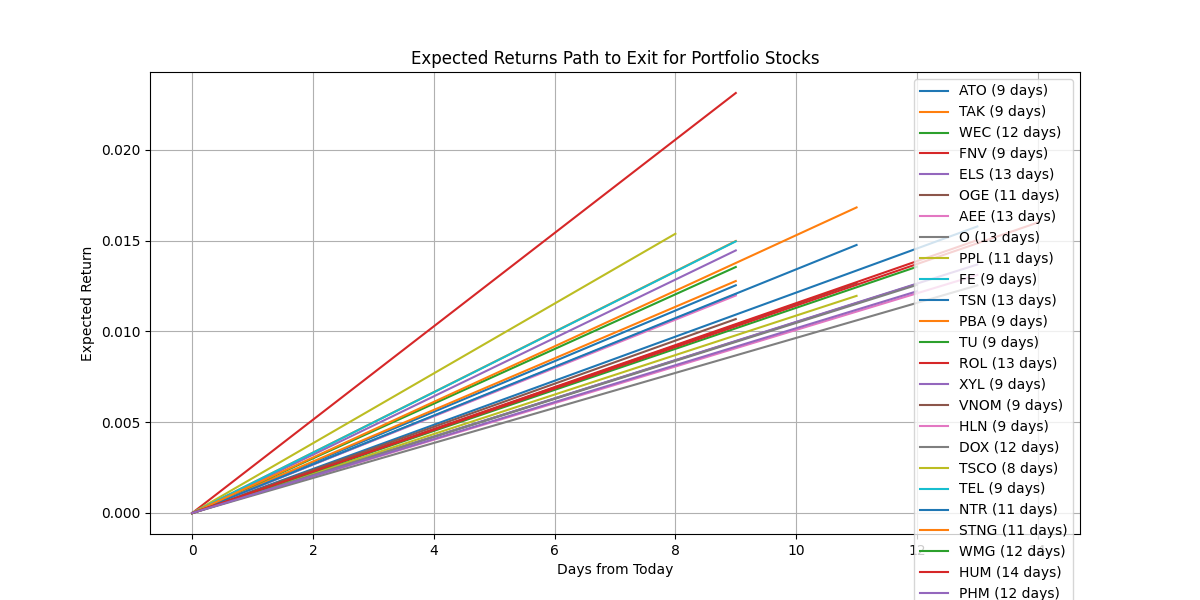 Expected Returns Path to Exit for Portfolio Stocks
Expected Return
0.020
0.015
0.010
0.005
0.000
0
2
4
6
8
10
Days from Today
ATO (9 days)
TAK (9 days)
WEC (12 days)
FNV (9 days)
ELS (13 days)
OGE (11 days)
AEE (13 days)
O (13 days)
PPL (11 days)
FE (9 days)
TSN (13 days)
PBA (9 days)
TU (9 days)
ROL (13 days)
XYL (9 days)
VNOM (9 days)
HLN (9 days)
DOX (12 days)
TSCO (8 days)
TEL (9 days)
NTR (11 days)
STNG (11 days)
WMG (12 days)
HUM (14 days)
PHM (12 days)